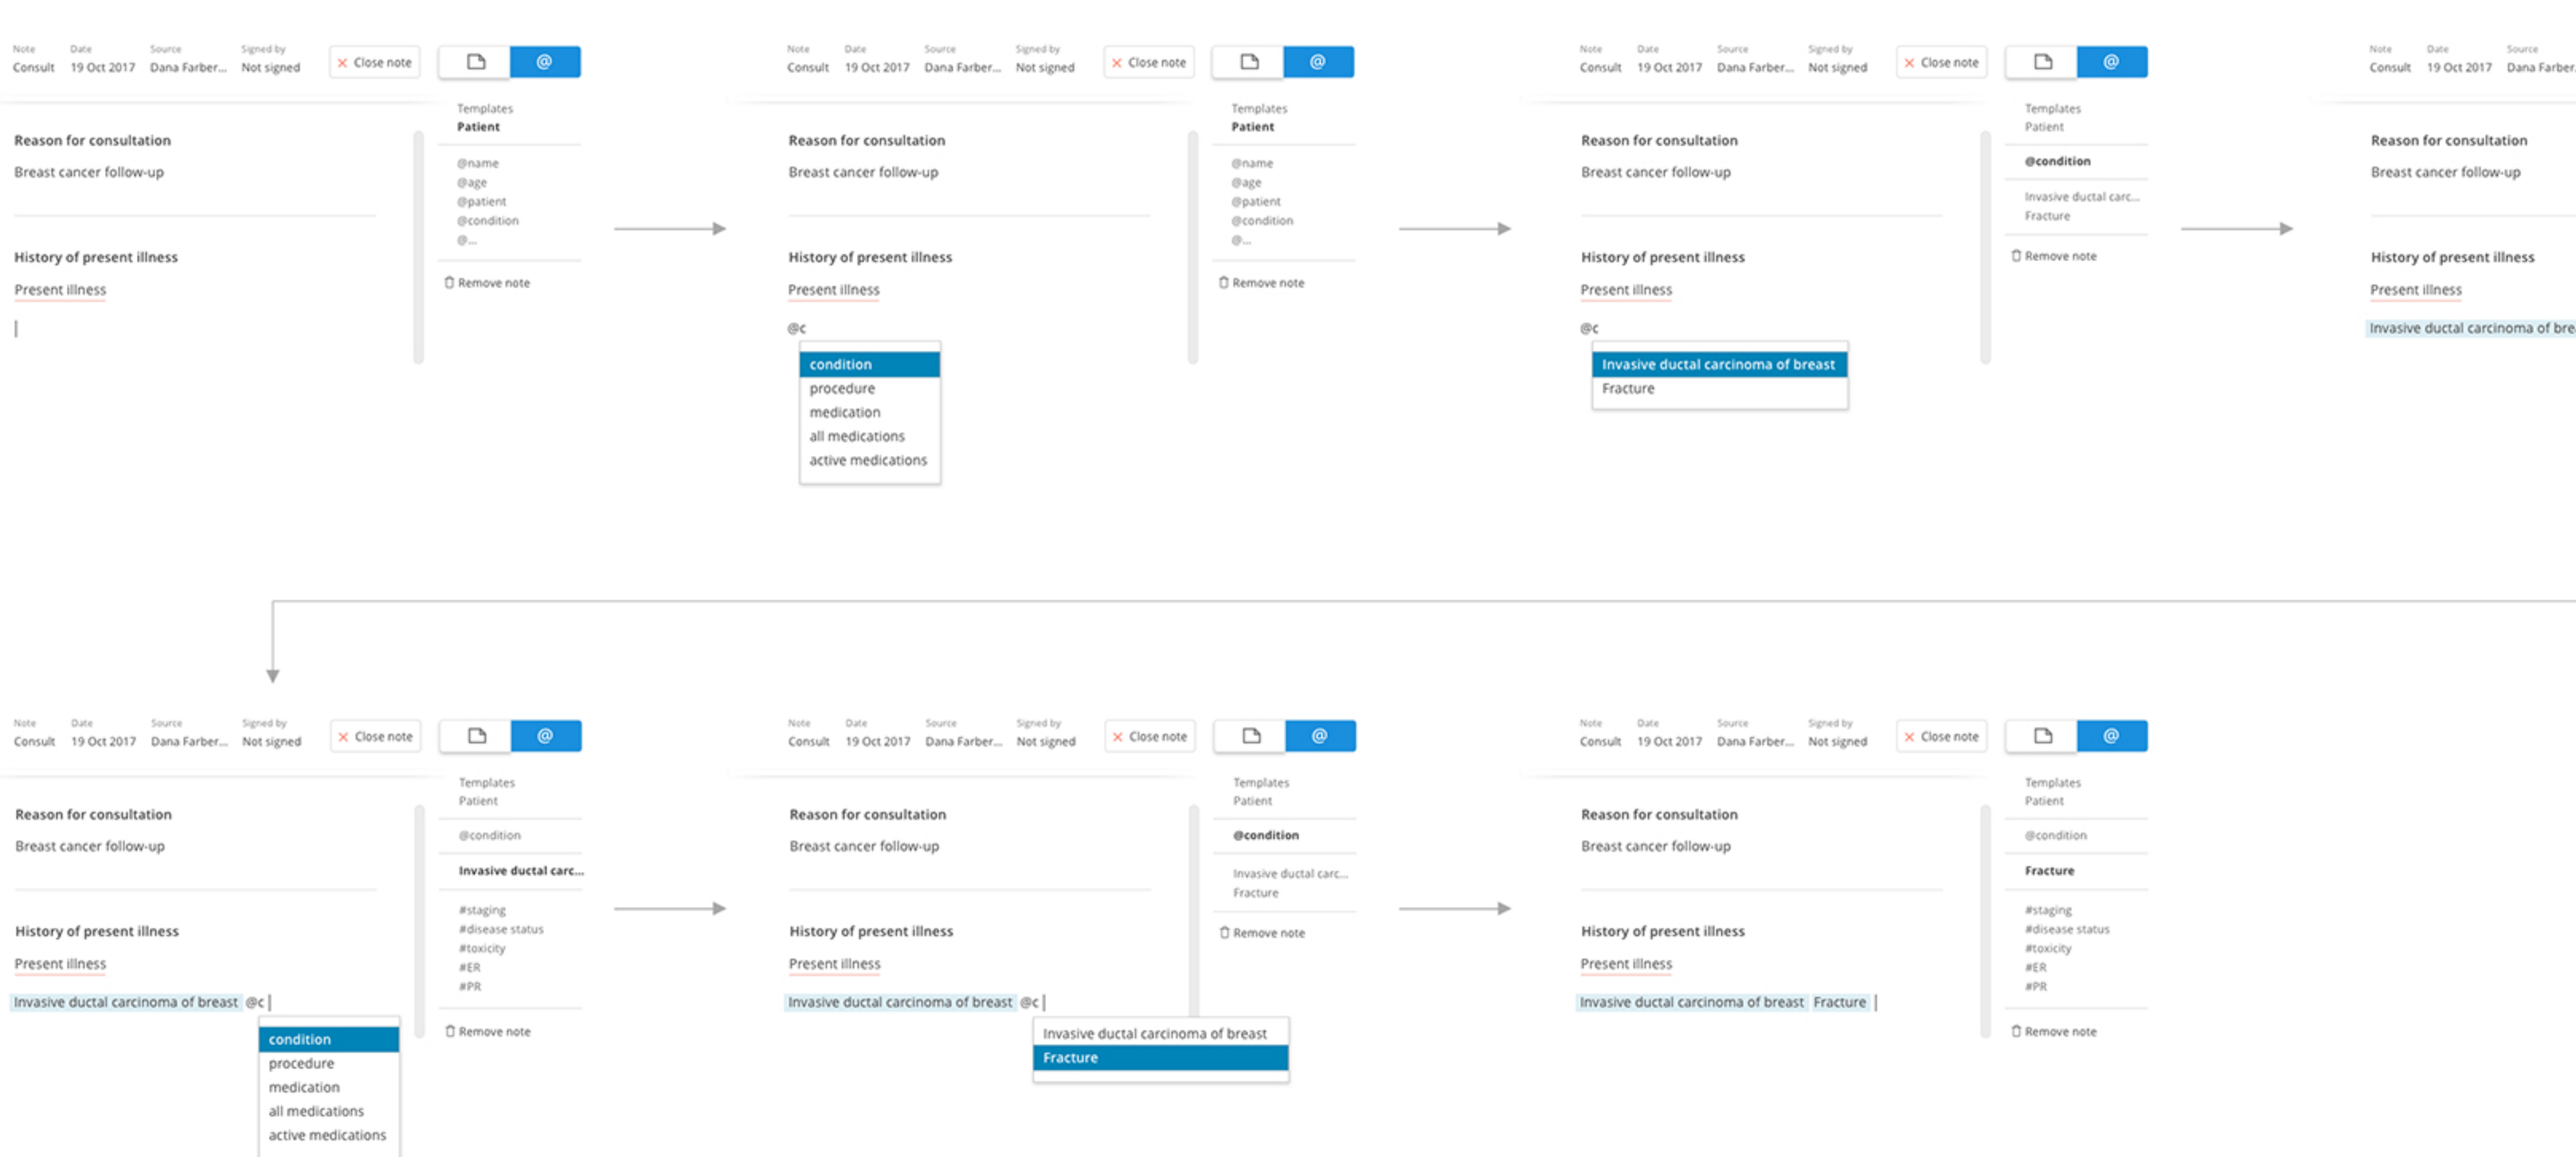 Note Date Source Signed by
Consult 19 Oct 2017 Dana Farber... Not signed
× Close note
@
Templates
Patient
Reason for consultation
Breast cancer follow-up
@name
@age
@patient
@condition
@...
History of present illness
Present illness
Remove note
Note Date Source Signed by
Consult 19 Oct 2017 Dana Farber... Not signed
× Close note
@
Templates
Patient
Reason for consultation
Breast cancer follow-up
@name
@age
@patient
@condition
@...
History of present illness
Present illness
Remove note
@c
condition
procedure
medication
all medications
active medications
Note Date Source Signed by
Consult 19 Oct 2017 Dana Farber... Not signed
× Close note
@
Templates
Patient
Reason for consultation
Breast cancer follow-up
@condition
Invasive ductal carc...
Fracture
Remove note
History of present illness
Present illness
@c
Invasive ductal carcinoma of breast
Fracture
Note Date Source
Consult 19 Oct 2017 Dana Farber
Reason for consultation
Breast cancer follow-up
History of present illness
Present illness
Invasive ductal carcinoma of bre
Note Date Source Signed by
Consult 19 Oct 2017 Dana Farber... Not signed
× Close note
@
Templates
Patient
Reason for consultation
Breast cancer follow-up
@condition
Invasive ductal carc...
#staging
#disease status
#toxicity
#ER
#PR
Remove note
History of present illness
Present illness
Invasive ductal carcinoma of breast @c
condition
procedure
medication
all medications
active medications
Note Date Source Signed by
Consult 19 Oct 2017 Dana Farber... Not signed
× Close note
@
Templates
Patient
Reason for consultation
Breast cancer follow-up
@condition
Invasive ductal carc...
Fracture
Remove note
History of present illness
Present illness
Invasive ductal carcinoma of breast @c
Invasive ductal carcinoma of breast
Fracture
Note Date Source Signed by
Consult 19 Oct 2017 Dana Farber... Not signed
× Close note
@
Templates
Patient
Reason for consultation
Breast cancer follow-up
@condition
Fracture
#staging
#disease status
#toxicity
#ER
#PR
Remove note
History of present illness
Present illness
Invasive ductal carcinoma of breast Fracture